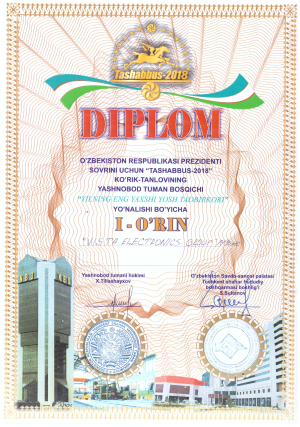 Tashabbus-2018
DIPLOM
O'ZBEKISTON RESPUBLIKASI PREZIDENTI
SOVRINI UCHUN "TASHABBUS-2018"
KO'RIK-TANLOVINING
YASHNOBOD TUMAN BOSQICHI
"YILNING ENG YAXSHI YOSH TADBIRKORI"
YO'NALISHI BO'YICHA
I - O'RIN
"VISTA ELECTRONICS GROUP"
Yashnobod tumani hokimi
X.Tillashayxov
O'zbekiston Savdo-sanoat palatasi
Toshkent shahar hududiy
boshqarmasi boshlig'i
S.Sultonov